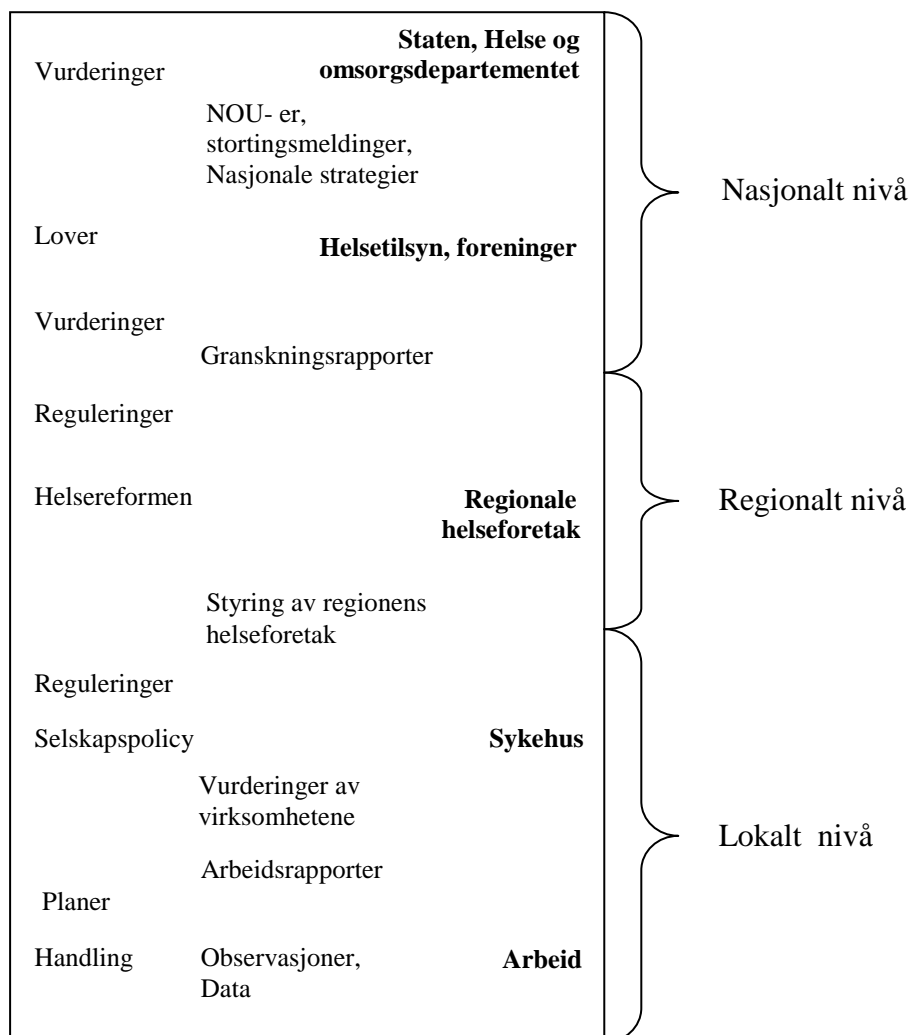 Staten, Helse og
omsorgsdepartementet
Vurderinger
NOU- er,
stortingsmeldinger,
Nasjonale strategier
Nasjonalt nivå
Lover
Helsetilsyn, foreninger
Vurderinger
Granskningsrapporter
Reguleringer
Helsereformen
Regionale
helseforetak
Regionalt nivå
Styring av regionens
helseforetak
Reguleringer
Selskapspolicy
Sykehus
Vurderinger av
virksomhetene
Lokalt nivå
Arbeidsrapporter
Planer
Handling
Observasjoner,
Data
Arbeid